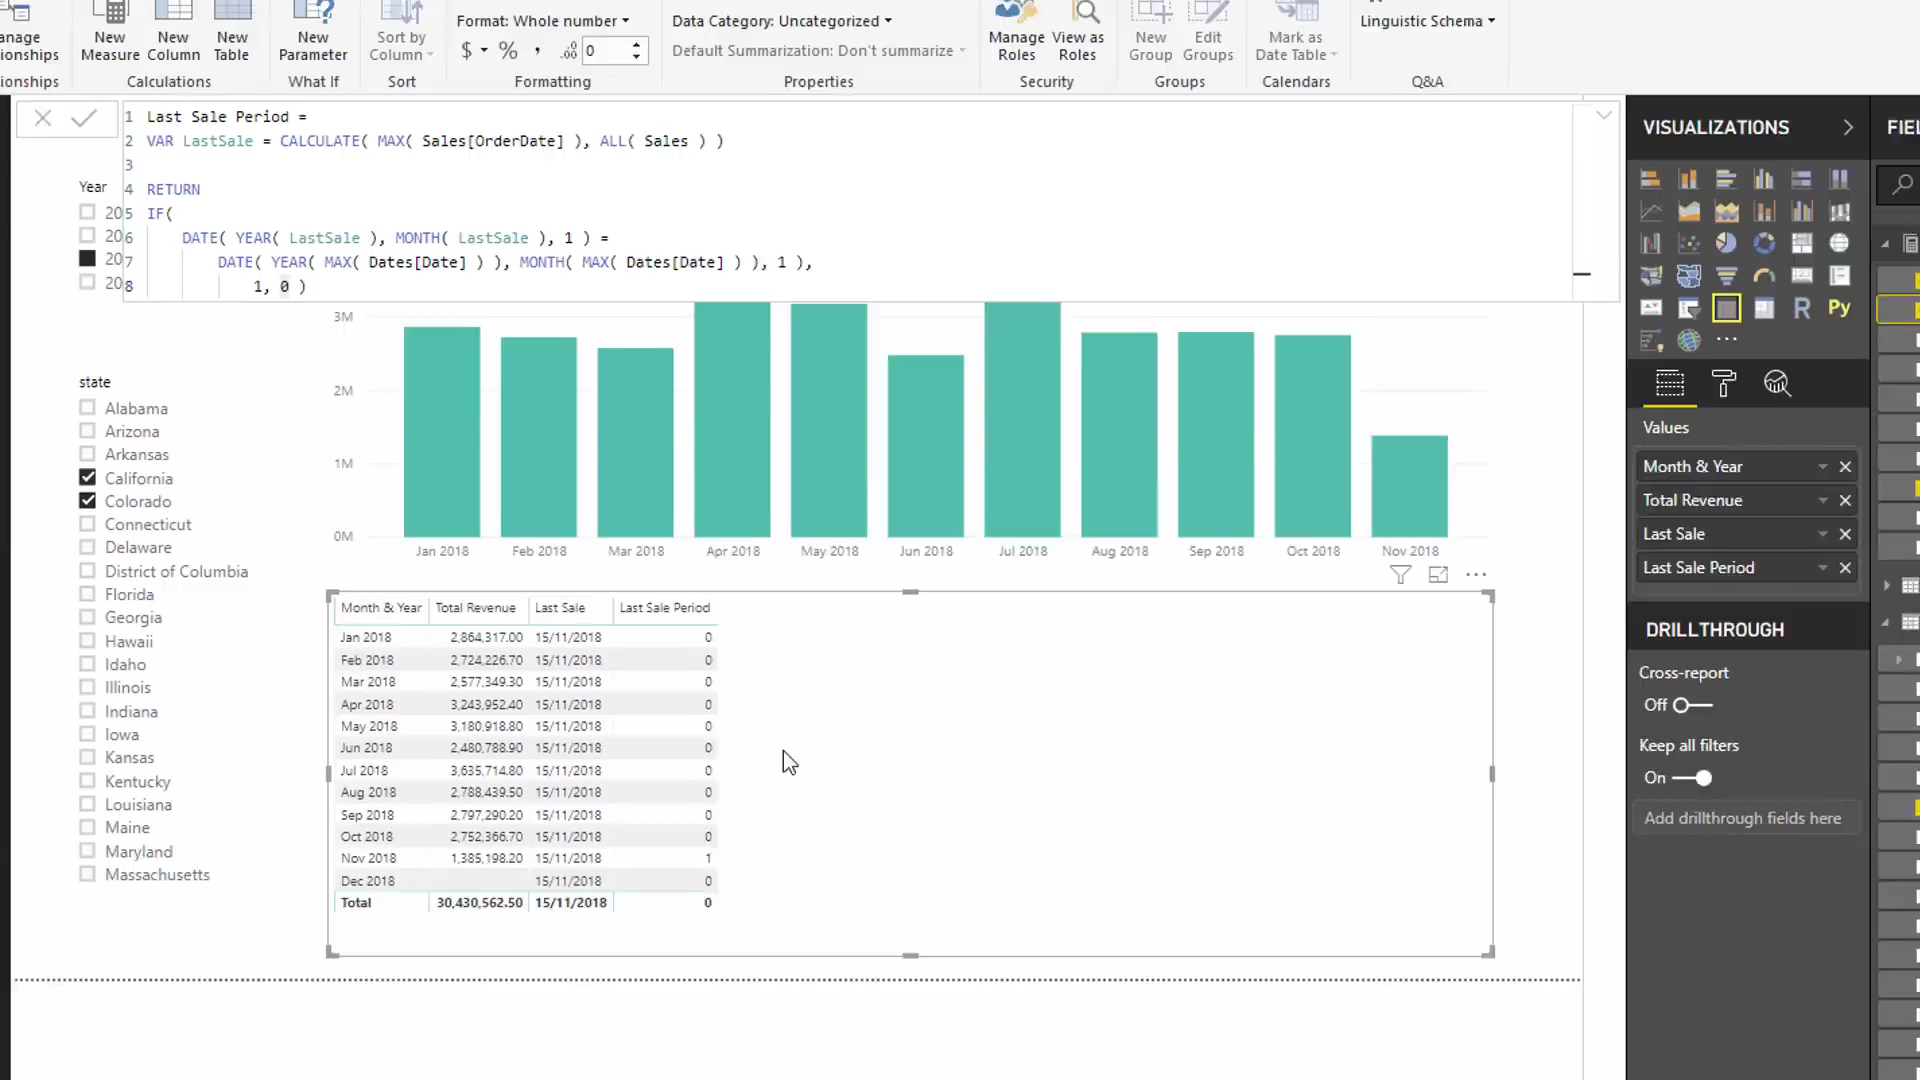 anage
ionships
ionships
New
Measure
New
Column
New
Table
Calculations
New
Parameter
What If
Sort by
Column
Sort
Format: Whole number
$ % , 0
Formatting
Data Category: Uncategorized
Default Summarization: Don't summarize
Properties
Manage
Roles
View as
Roles
Security
New
Group
Edit
Groups
Groups
Mark as
Date Table
Calendars
Linguistic Schema
Q&A
1 Last Sale Period =
2 VAR LastSale = CALCULATE( MAX( Sales[OrderDate] ), ALL( Sales ) )
3
4 RETURN
5 IF(
6 DATE( YEAR( LastSale ), MONTH( LastSale ), 1 ) =
7 DATE( YEAR( MAX( Dates[Date] ) ), MONTH( MAX( Dates[Date] ) ), 1 ),
8 1, 0 )
Year
20
20
20
20
state
Alabama
Arizona
Arkansas
California
Colorado
Connecticut
Delaware
District of Columbia
Florida
Georgia
Hawaii
Idaho
Illinois
Indiana
Iowa
Kansas
Kentucky
Louisiana
Maine
Maryland
Massachusetts
3M
2M
1M
0M
Jan 2018 Feb 2018 Mar 2018 Apr 2018 May 2018 Jun 2018 Jul 2018 Aug 2018 Sep 2018 Oct 2018 Nov 2018
Month & Year Total Revenue Last Sale Last Sale Period
Jan 2018 2,864,317.00 15/11/2018 0
Feb 2018 2,724,226.70 15/11/2018 0
Mar 2018 2,577,349.30 15/11/2018 0
Apr 2018 3,243,952.40 15/11/2018 0
May 2018 3,180,918.80 15/11/2018 0
Jun 2018 2,480,788.90 15/11/2018 0
Jul 2018 3,635,714.80 15/11/2018 0
Aug 2018 2,788,439.50 15/11/2018 0
Sep 2018 2,797,290.20 15/11/2018 0
Oct 2018 2,752,366.70 15/11/2018 0
Nov 2018 1,385,198.20 15/11/2018 1
Dec 2018 15/11/2018 0
Total 30,430,562.50 15/11/2018 0
VISUALIZATIONS
R Py
Values
Month & Year
Total Revenue
Last Sale
Last Sale Period
DRILLTHROUGH
Cross-report
Off
Keep all filters
On
Add drillthrough fields here
FIEL